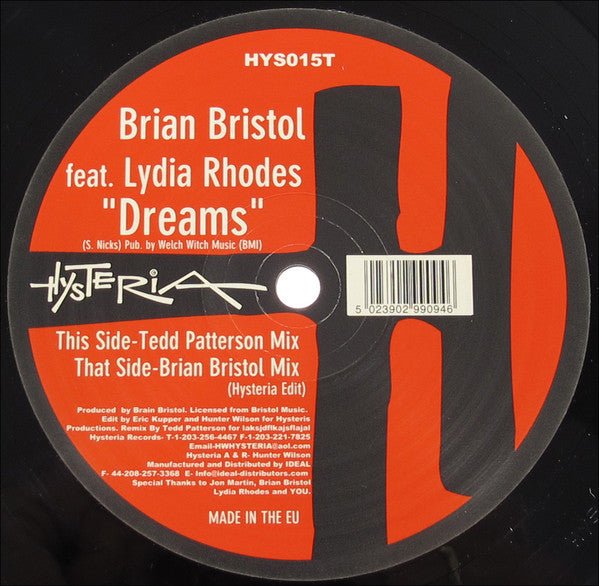 HYS015T
Brian Bristol
feat. Lydia Rhodes
"Dreams"
(S. Nicks) Pub. by Welch Witch Music (BMI)
HYSTERiA
5 023902 990946
This Side-Tedd Patterson Mix
That Side-Brian Bristol Mix
(Hysteria Edit)
Produced by Brain Bristol. Licensed from Bristol Music.
Edit by Eric Kupper and Hunter Wilson for Hysteris
Productions. Remix By Tedd Patterson for laksjdflkajsflajal
Hysteria Records- T-1-203-256-4467 F-1-203-221-7825
Email-HWHYSTERIA@aol.com
Hysteria A & R- Hunter Wilson
Manufactured and Distributed by IDEAL
F- 44-208-257-3368 E- Info@ideal-distributors.com
Special Thanks to Jon Martin, Brian Bristol
Lydia Rhodes and YOU.
MADE IN THE EU